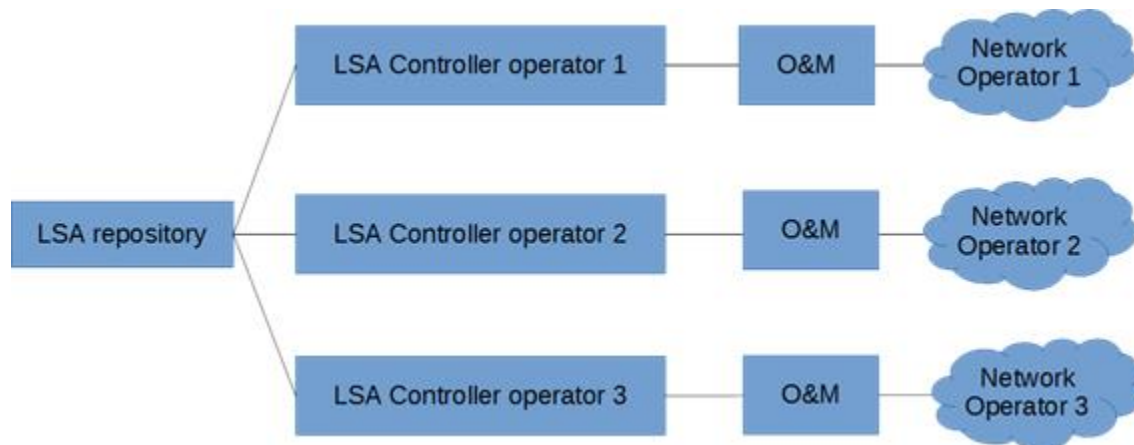 LSA Controller operator 1
O&M
Network
Operator 1
LSA repository
LSA Controller operator 2
O&M
Network
Operator 2
LSA Controller operator 3
O&M
Network
Operator 3